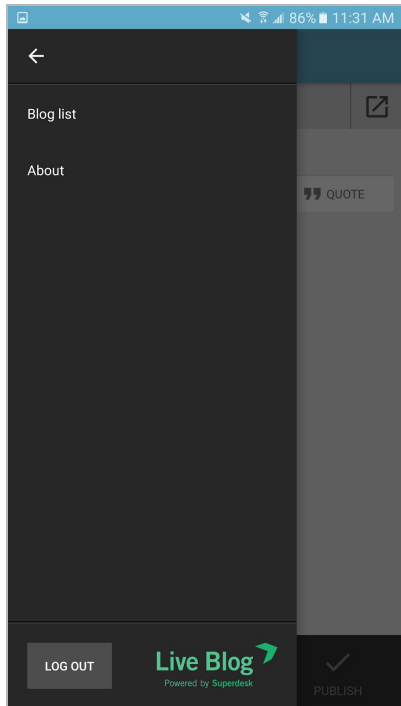 86% 11:31 AM
Blog list
About
QUOTE
LOG OUT
Live Blog
Powered by Superdesk
PUBLISH